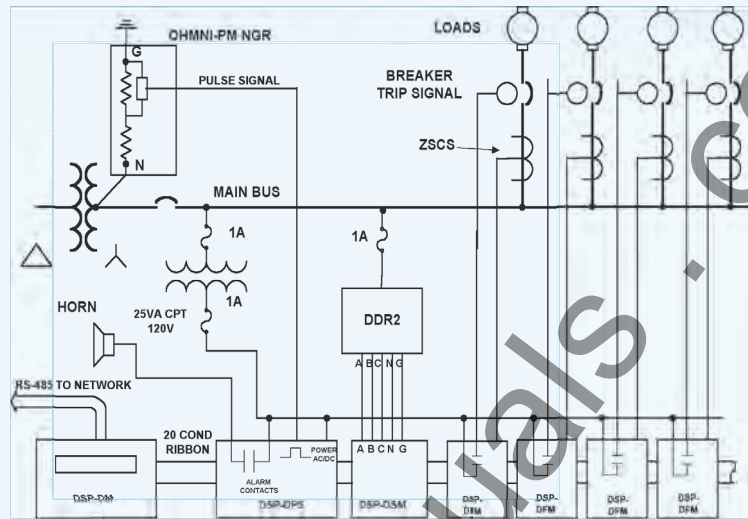 G
OHMNI-PM NGR
LOADS
PULSE SIGNAL
BREAKER
TRIP SIGNAL
ZSCS
N
MAIN BUS
1A
1A
1A
HORN
25VA CPT
120V
DDR2
A B C N G
RS-485 TO NETWORK
20 COND
RIBBON
POWER
AC/DC
A B C N G
ALARM
CONTACTS
DSP-DM
DSP-DPS
DSP-DSM
DSP-
DFM
DSP-
DFM
DSP-
DFM
DSP-
DFM